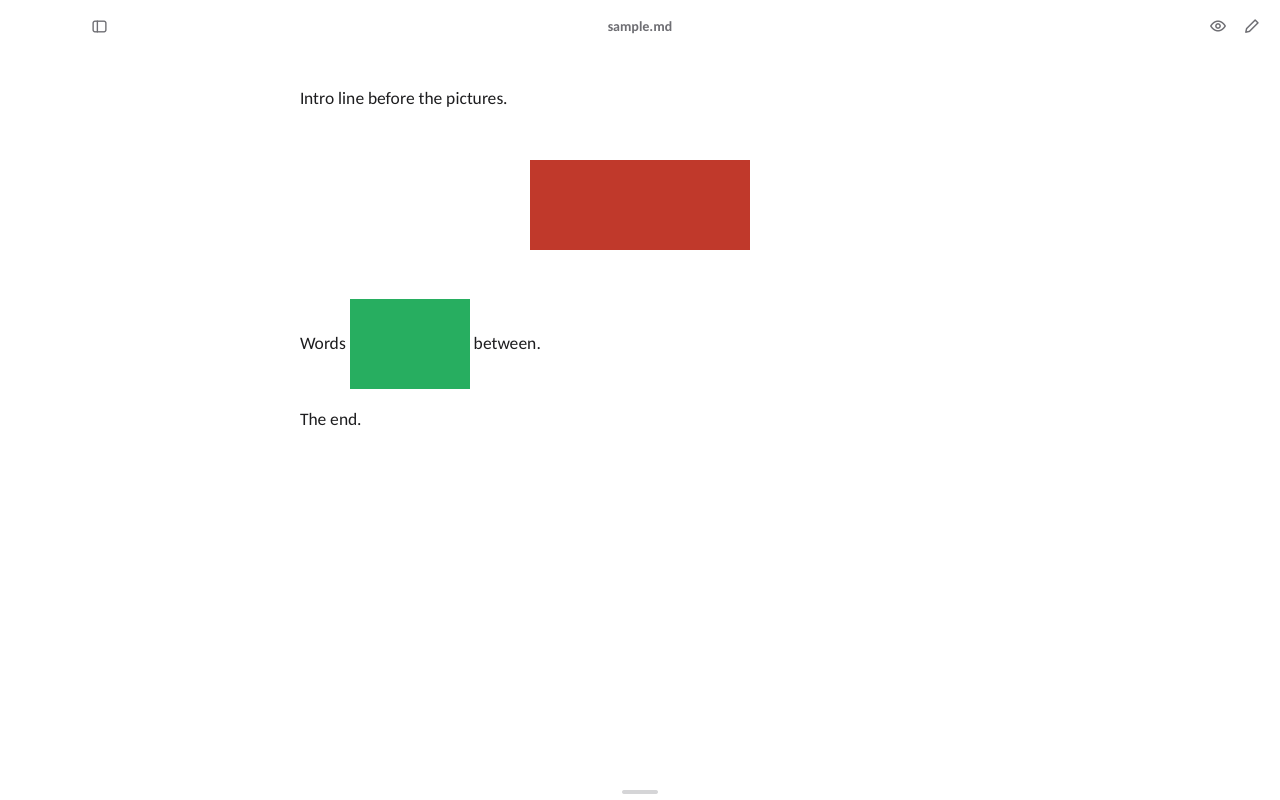 sample.md
Intro line before the pictures.
Words between.
The end.